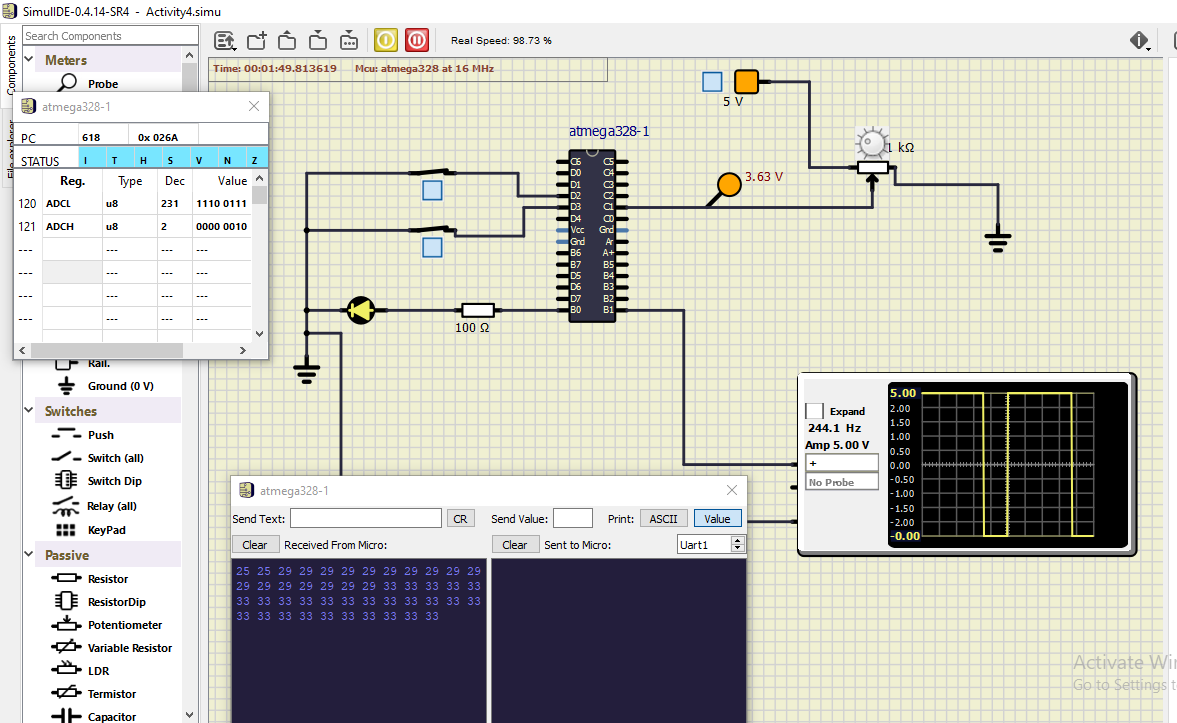 SimulIDE-0.4.14-SR4 - Activity4.simu
Components
Search Components
Meters
Probe
Real Speed: 98.73 %
Time: 00:01:49.813619 Mcu: atmega328 at 16 MHz
atmega328-1
PC 618 0x 026A
STATUS I T H S V N Z
Reg. Type Dec Value
120 ADCL u8 231 1110 0111
121 ADCH u8 2 0000 0010
--- --- --- ---
--- --- --- ---
--- --- --- ---
--- --- --- ---
Rail.
Ground (0 V)
Switches
Push
Switch (all)
Switch Dip
Relay (all)
KeyPad
Passive
Resistor
ResistorDip
Potentiometer
Variable Resistor
LDR
Termistor
Capacitor
5 V
1 kΩ
3.63 V
atmega328-1
C6 C5
D0 C4
D1 C3
D2 C2
D3 C1
D4 C0
Vcc Gnd
Gnd Ar
B6 A+
B7 B5
D5 B4
D6 B3
D7 B2
B0 B1
100 Ω
Expand
244.1 Hz
Amp 5.00 V
+
No Probe
5.00
2.00
1.50
1.00
0.50
0.00
-0.50
-1.00
-1.50
-2.00
-0.00
atmega328-1
Send Text: CR Send Value: Print: ASCII Value
Clear Received From Micro: Clear Sent to Micro: Uart1
25 25 29 29 29 29 29 29 29 29 29 29
29 29 29 29 29 29 29 33 33 33 33 33
33 33 33 33 33 33 33 33 33 33 33 33
33 33 33 33 33 33 33 33 33 33
Activate Wi
Go to Settings t